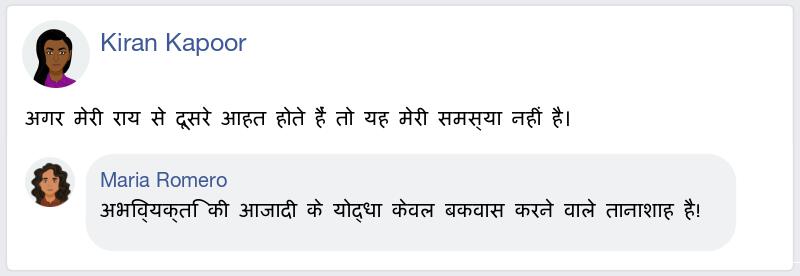 Kiran Kapoor
अगर मेरी राय से दूसरे आहत होते हैं तो यह मेरी समस्या नहीं है।
Maria Romero
अभिव्यक्ति की आजादी के योद्धा केवल बकवास करने वाले तानाशाह है!